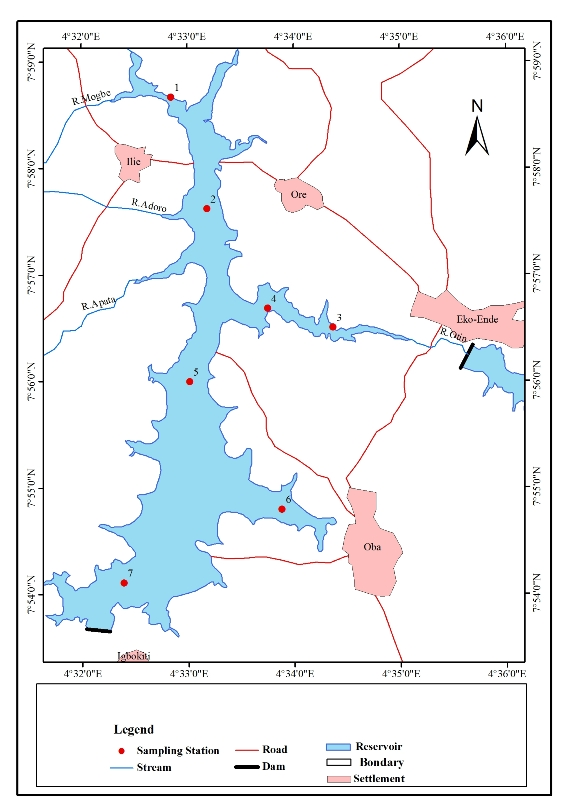 4°32'0"E 4°33'0"E 4°34'0"E 4°35'0"E 4°36'0"E
7°59'0"N 7°59'0"N
1
R.Mogbe
N
Ilie
7°58'0"N 7°58'0"N
Ore
2
R.Adoro
7°57'0"N 7°57'0"N
R.Apata
4
3
Eko-Ende
R.Otin
5
7°56'0"N 7°56'0"N
7°55'0"N 7°55'0"N
6
Oba
7
7°54'0"N 7°54'0"N
Igbokiti
4°32'0"E 4°33'0"E 4°34'0"E 4°35'0"E 4°36'0"E
Legend
Sampling Station Road Reservoir
Stream Dam Bondary
Settlement